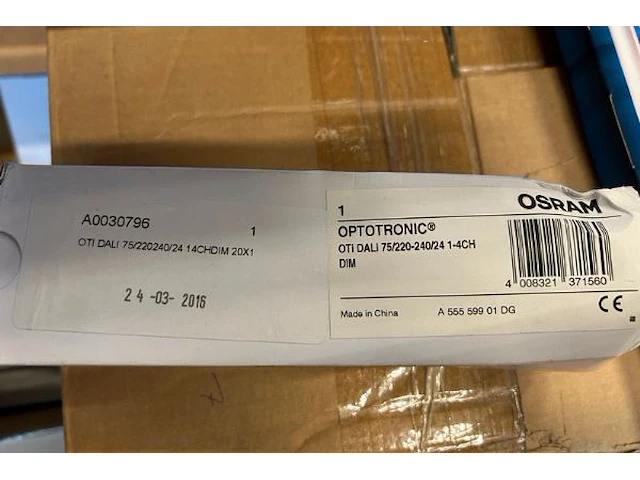 A0030796
1
OTI DALI 75/220240/24 14CHDIM 20X1
24 -03- 2016
1
OSRAM
OPTOTRONIC®
OTi DALI 75/220-240/24 1-4CH
DIM
4 008321 371560
Made in China
A 555 599 01 DG
CE